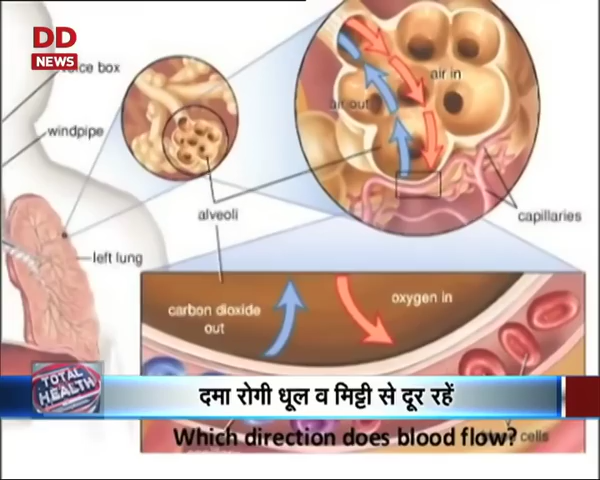 DD
NEWS
voice box
air in
air out
windpipe
alveoli
capillaries
left lung
carbon dioxide
out
oxygen in
TOTAL
HEALTH
दमा रोगी धूल व मिट्टी से दूर रहें
Which direction does blood flow?
cells